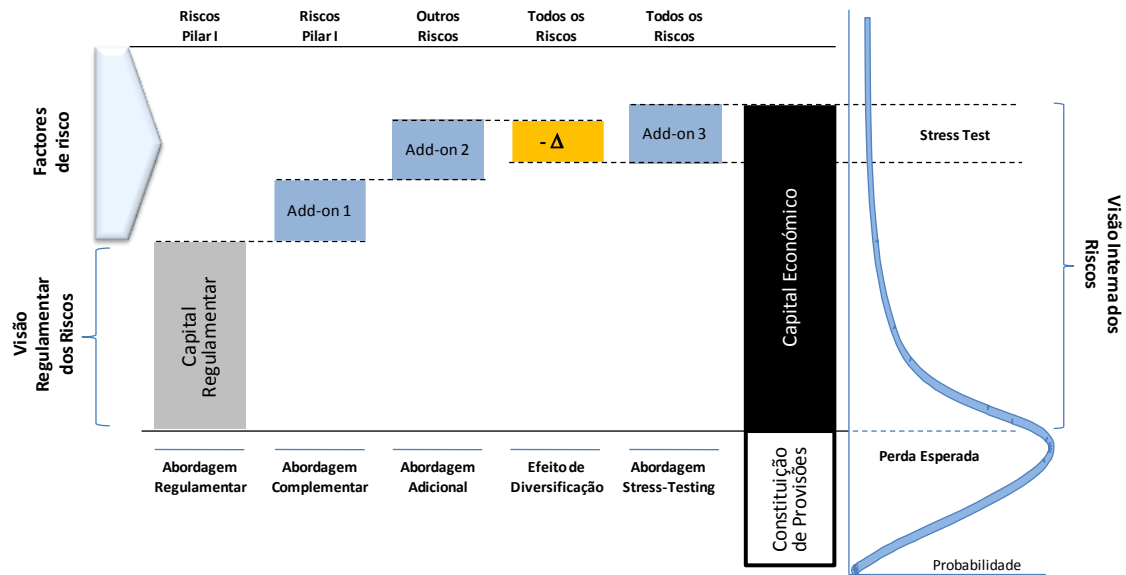 Riscos
Pilar I
Riscos
Pilar I
Outros
Riscos
Todos os
Riscos
Todos os
Riscos
Factores
de risco
Add-on 1
Add-on 2
- Δ
Add-on 3
Stress Test
Visão
Regulamentar
dos Riscos
Capital
Regulamentar
Capital Económico
Visão Interna dos
Riscos
Perda Esperada
Abordagem
Regulamentar
Abordagem
Complementar
Abordagem
Adicional
Efeito de
Diversificação
Abordagem
Stress-Testing
Constituição
de Provisões
Probabilidade